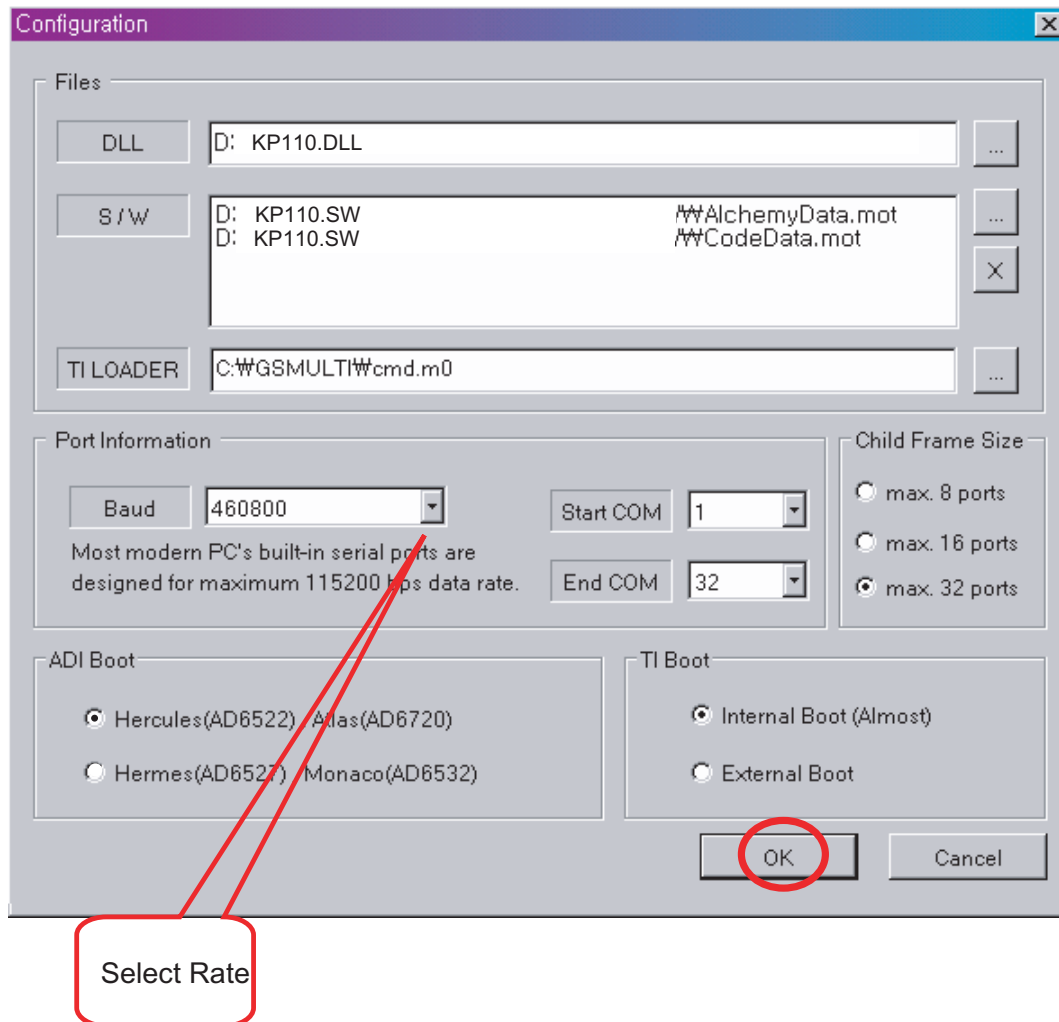 Configuration
Files
DLL
D: KP110.DLL
...
S / W
D: KP110.SW /₩₩AlchemyData.mot
D: KP110.SW /₩₩CodeData.mot
...
X
TI LOADER
C:₩GSMULTI₩cmd.m0
...
Port Information
Baud
460800
Most modern PC's built-in serial ports are
designed for maximum 115200 bps data rate.
Start COM
1
End COM
32
Child Frame Size
max. 8 ports
max. 16 ports
max. 32 ports
ADI Boot
Hercules(AD6522) / Atlas(AD6720)
Hermes(AD6527) / Monaco(AD6532)
TI Boot
Internal Boot (Almost)
External Boot
OK
Cancel
Select Rate